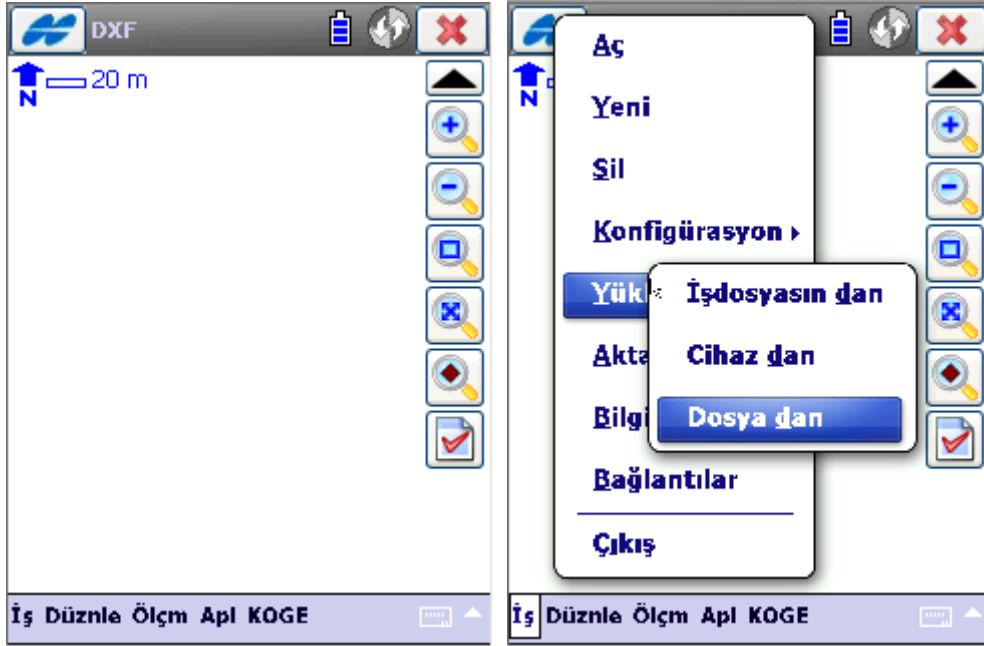 DXF
20 m
N
İş Düznle Ölçm Apl KOGE
N
Aç
Yeni
Sil
Konfigürasyon
Yük
İşdosyasın dan
Akta
Cihaz dan
Bilgi
Dosya dan
Bağlantılar
Çıkış
İş Düznle Ölçm Apl KOGE